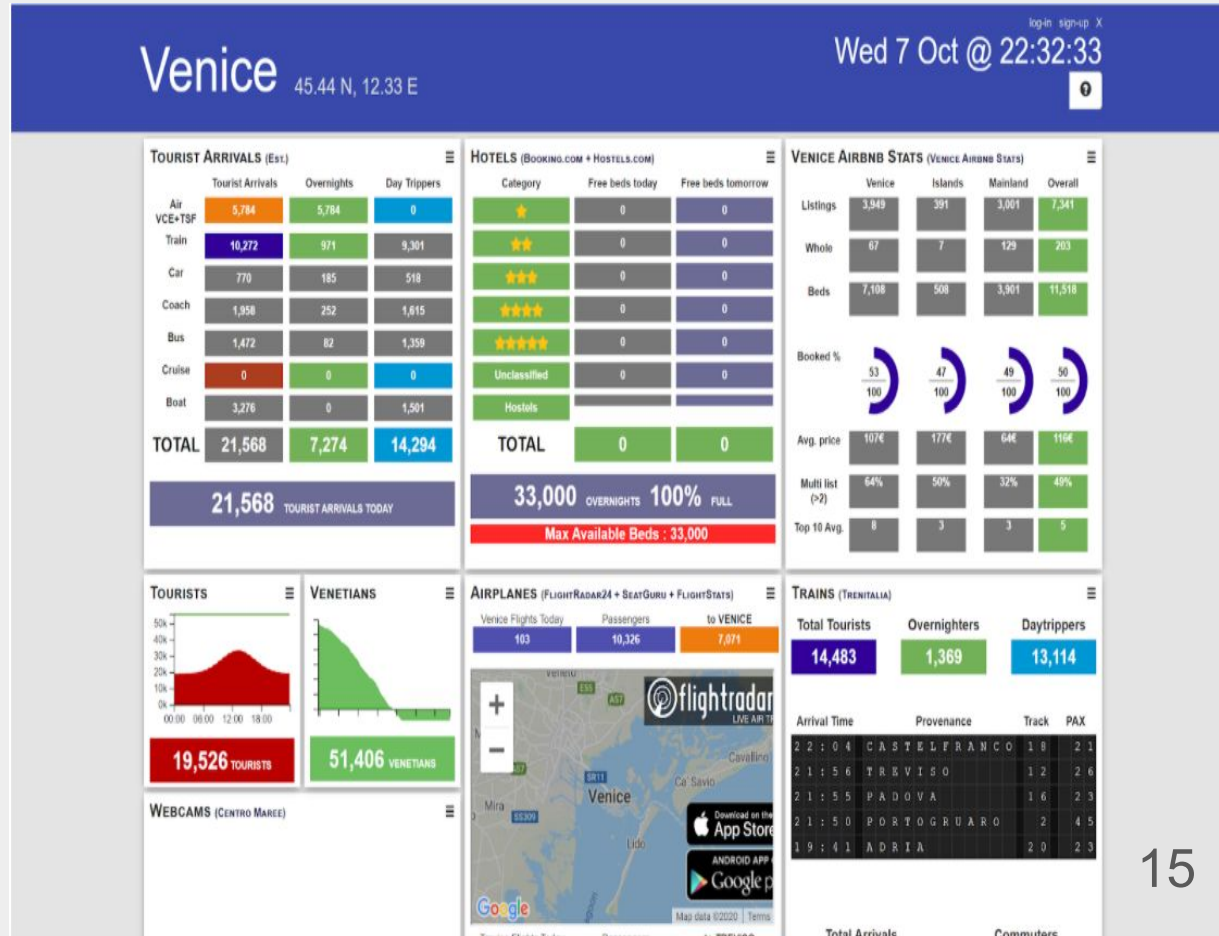 log-in sign-up X
Venice 45.44 N, 12.33 E
Wed 7 Oct @ 22:32:33
TOURIST ARRIVALS (EST.)
Tourist Arrivals Overnights Day Trippers
Air VCE+TSF 5,784 5,784 0
Train 10,272 971 9,301
Car 770 185 518
Coach 1,958 252 1,615
Bus 1,472 82 1,359
Cruise 0 0 0
Boat 3,276 0 1,501
TOTAL 21,568 7,274 14,294
21,568 TOURIST ARRIVALS TODAY
HOTELS (BOOKING.COM + HOSTELS.COM)
Category Free beds today Free beds tomorrow
0 0
0 0
0 0
0 0
0 0
Unclassified 0 0
Hostels
TOTAL 0 0
33,000 OVERNIGHTS 100% FULL
Max Available Beds : 33,000
VENICE AIRBNB STATS (VENICE AIRBNB STATS)
Venice Islands Mainland Overall
Listings 3,949 391 3,001 7,341
Whole 67 7 129 203
Beds 7,108 508 3,901 11,518
Booked % 53 47 49 50
100 100 100 100
Avg. price 107€ 177€ 64€ 116€
Multi list (>2) 64% 50% 32% 49%
Top 10 Avg. 8 3 3 5
TOURISTS
50k
40k
30k
20k
10k
0k
00:00 06:00 12:00 18:00
19,526 TOURISTS
VENETIANS
51,406 VENETIANS
WEBCAMS (CENTRO MAREE)
AIRPLANES (FLIGHTRADAR24 + SEATGURU + FLIGHTSTATS)
Venice Flights Today Passengers to VENICE
103 10,326 7,071
+
−
flightradar
LIVE AIR TR
E55 A57
Cavallino
Ca' Savio
SR11
Venice
Mira
SS309
Lido
Download on the
App Store
ANDROID APP
Google p
Google
Map data ©2020 Terms
TRAINS (TRENITALIA)
Total Tourists Overnighters Daytrippers
14,483 1,369 13,114
Arrival Time Provenance Track PAX
22:04 CASTELFRANCO 18 21
21:56 TREVISO 12 26
21:55 PADOVA 16 23
21:50 PORTOGRUARO 2 45
19:41 ADRIA 20 23
Total Arrivals Commuters
15